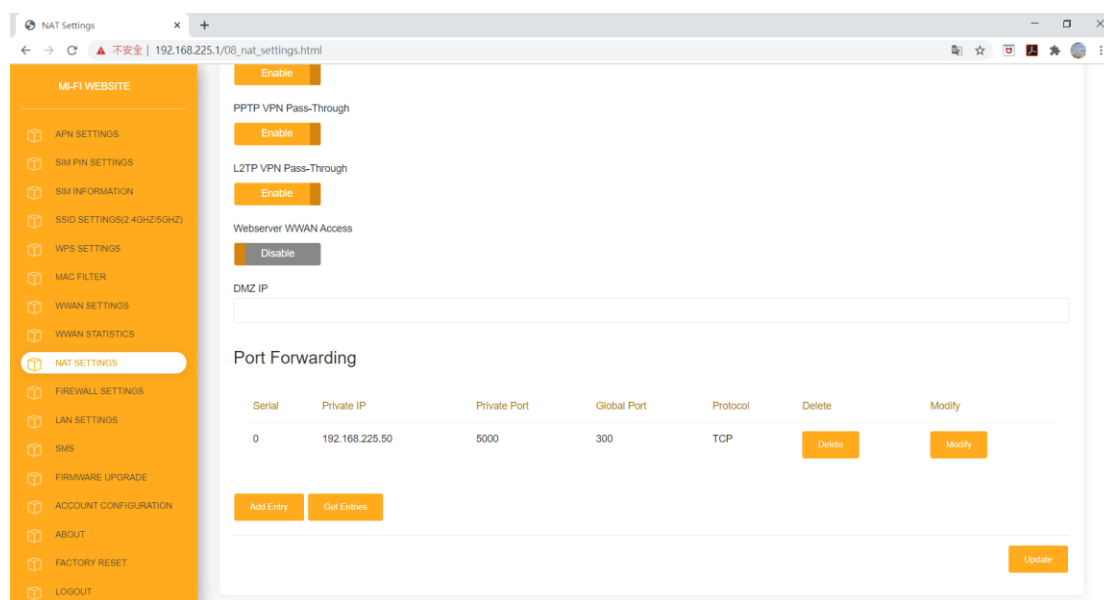 NAT Settings
不安全 | 192.168.225.1/08_nat_settings.html
MI-FI WEBSITE
APN SETTINGS
SIM PIN SETTINGS
SIM INFORMATION
SSID SETTINGS(2.4GHZ/5GHZ)
WPS SETTINGS
MAC FILTER
WWAN SETTINGS
WWAN STATISTICS
NAT SETTINGS
FIREWALL SETTINGS
LAN SETTINGS
SMS
FIRMWARE UPGRADE
ACCOUNT CONFIGURATION
ABOUT
FACTORY RESET
LOGOUT
Enable
PPTP VPN Pass-Through
Enable
L2TP VPN Pass-Through
Enable
Webserver WWAN Access
Disable
DMZ IP
Port Forwarding
Serial Private IP Private Port Global Port Protocol Delete Modify
0 192.168.225.50 5000 300 TCP Delete Modify
Add Entry Get Entries
Update